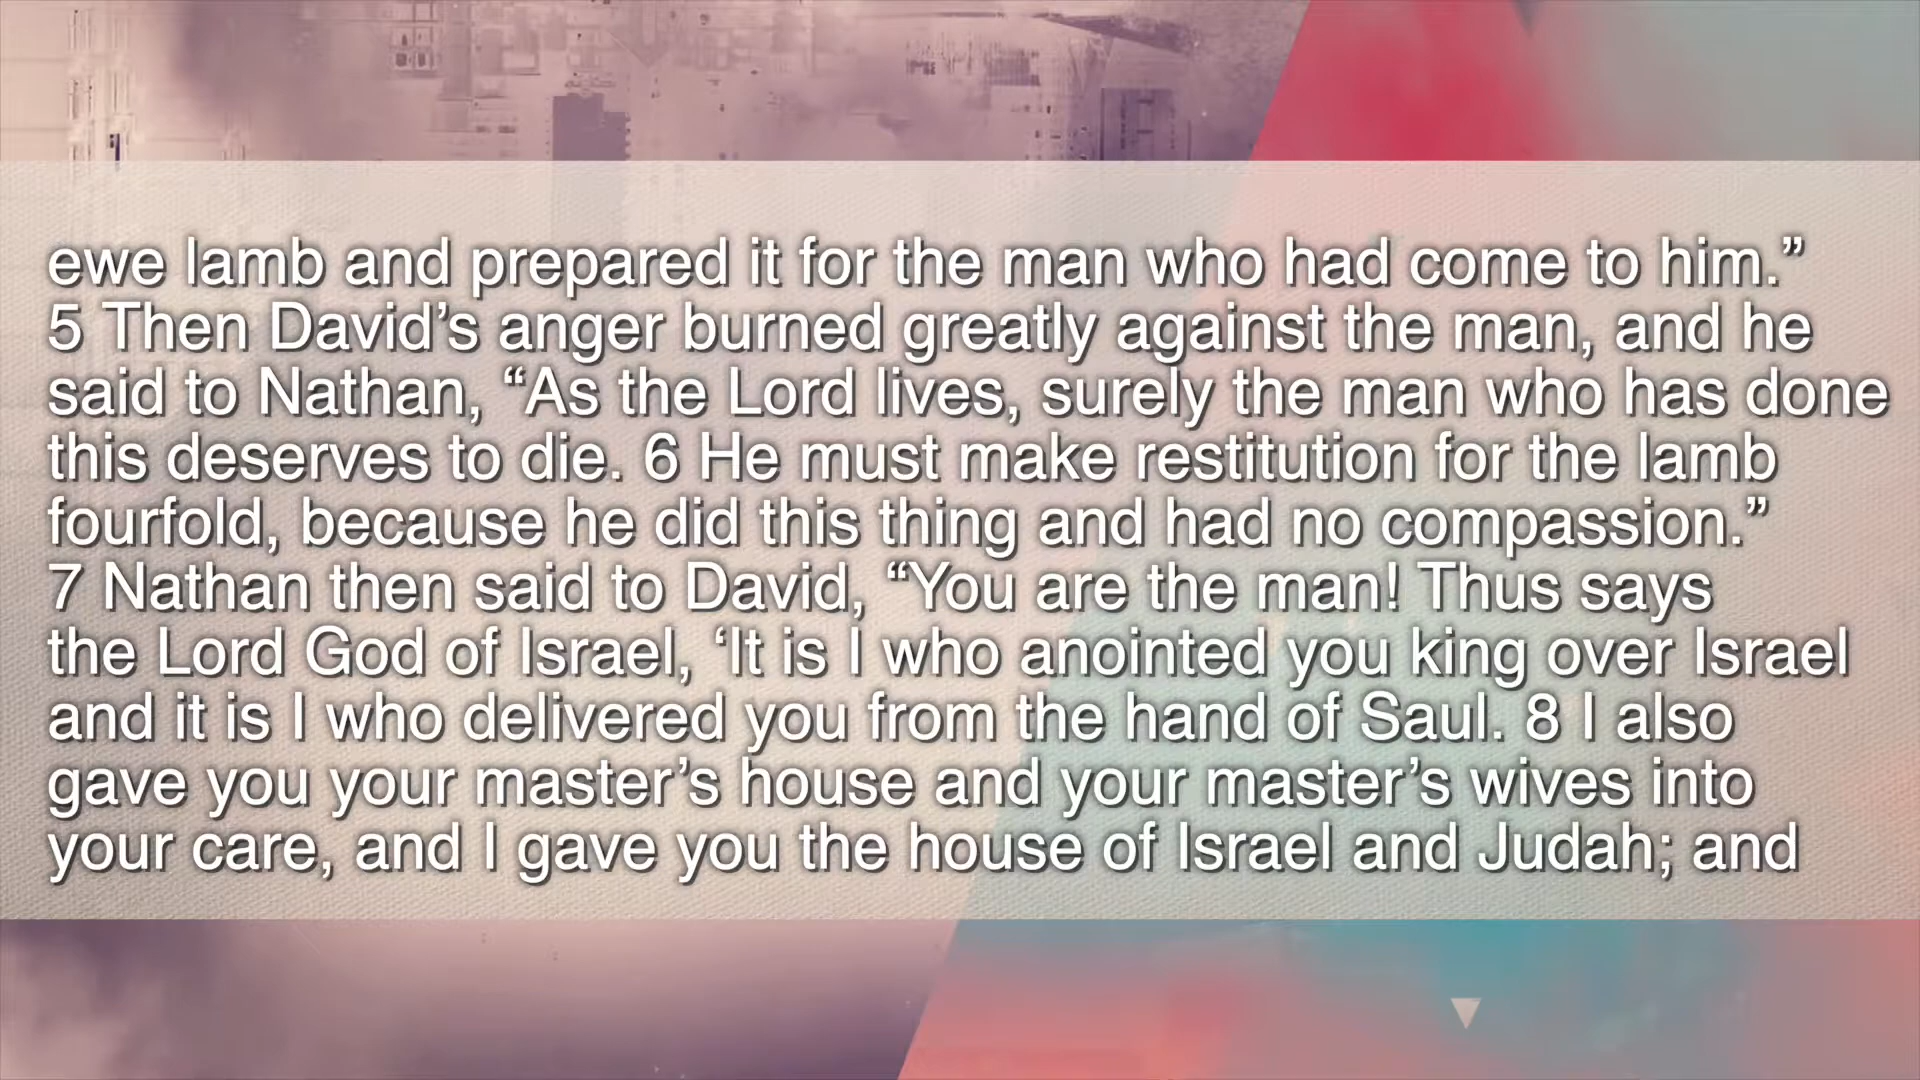 ewe lamb and prepared it for the man who had come to him.”
5 Then David’s anger burned greatly against the man, and he
said to Nathan, “As the Lord lives, surely the man who has done
this deserves to die. 6 He must make restitution for the lamb
fourfold, because he did this thing and had no compassion.”
7 Nathan then said to David, “You are the man! Thus says
the Lord God of Israel, ‘It is I who anointed you king over Israel
and it is I who delivered you from the hand of Saul. 8 I also
gave you your master’s house and your master’s wives into
your care, and I gave you the house of Israel and Judah; and